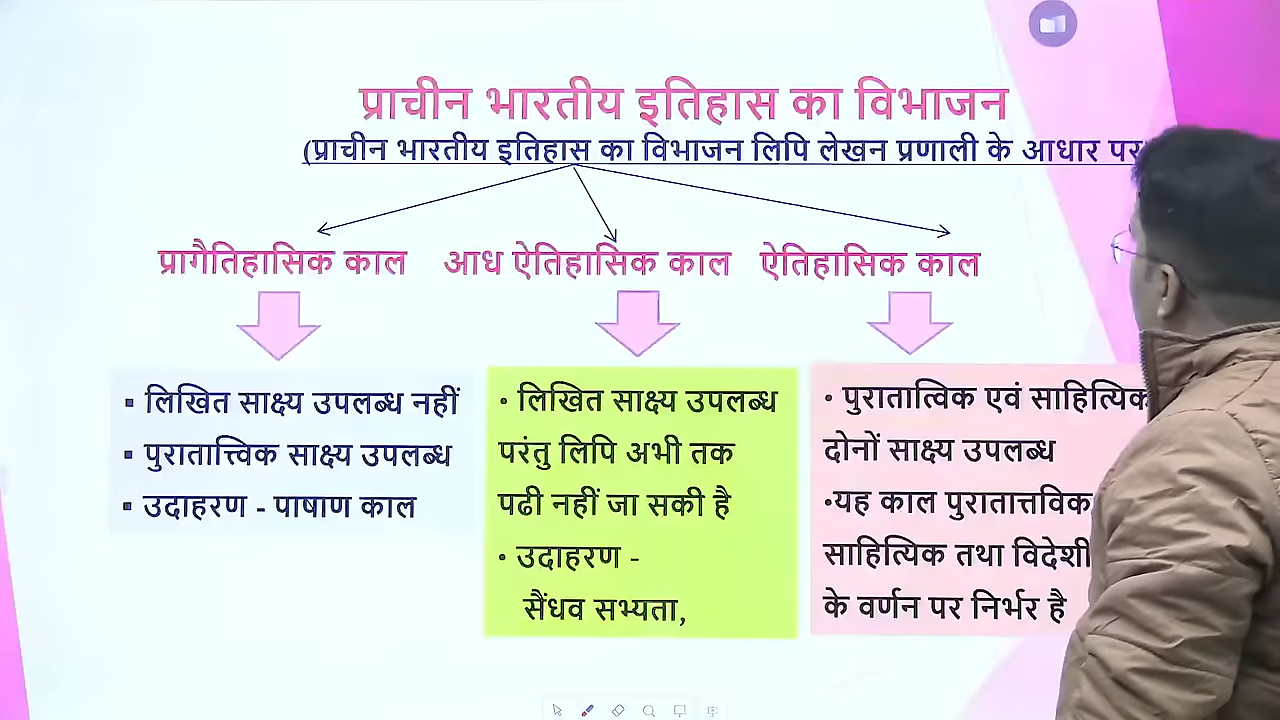 प्राचीन भारतीय इतिहास का विभाजन
(प्राचीन भारतीय इतिहास का विभाजन लिपि लेखन प्रणाली के आधार पर
प्रागैतिहासिक काल
आध ऐतिहासिक काल
ऐतिहासिक काल
▪ लिखित साक्ष्य उपलब्ध नहीं
▪ पुरातात्त्विक साक्ष्य उपलब्ध
▪ उदाहरण - पाषाण काल
• लिखित साक्ष्य उपलब्ध
परंतु लिपि अभी तक
पढी नहीं जा सकी है
• उदाहरण -
सैंधव सभ्यता,
• पुरातात्विक एवं साहित्यिक
दोनों साक्ष्य उपलब्ध
•यह काल पुरातात्तविक
साहित्यिक तथा विदेशी
के वर्णन पर निर्भर है